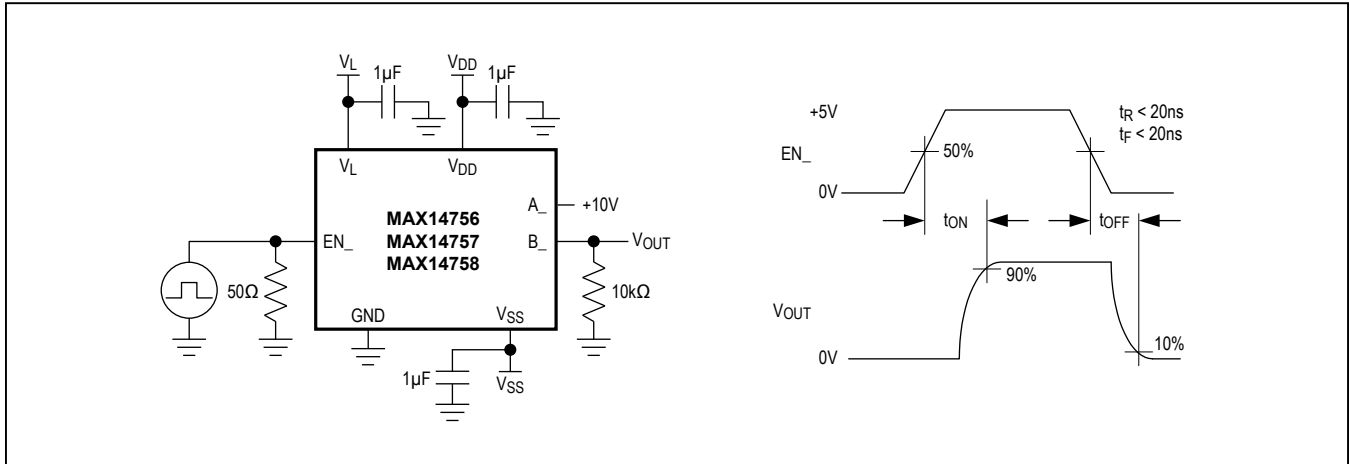 VL
1µF
VDD
1µF
VL
VDD
MAX14756
MAX14757
MAX14758
A_
+10V
EN_
B_
VOUT
50Ω
10kΩ
GND
VSS
1µF
VSS
+5V
tR < 20ns
tF < 20ns
EN_
50%
0V
tON
tOFF
90%
VOUT
10%
0V